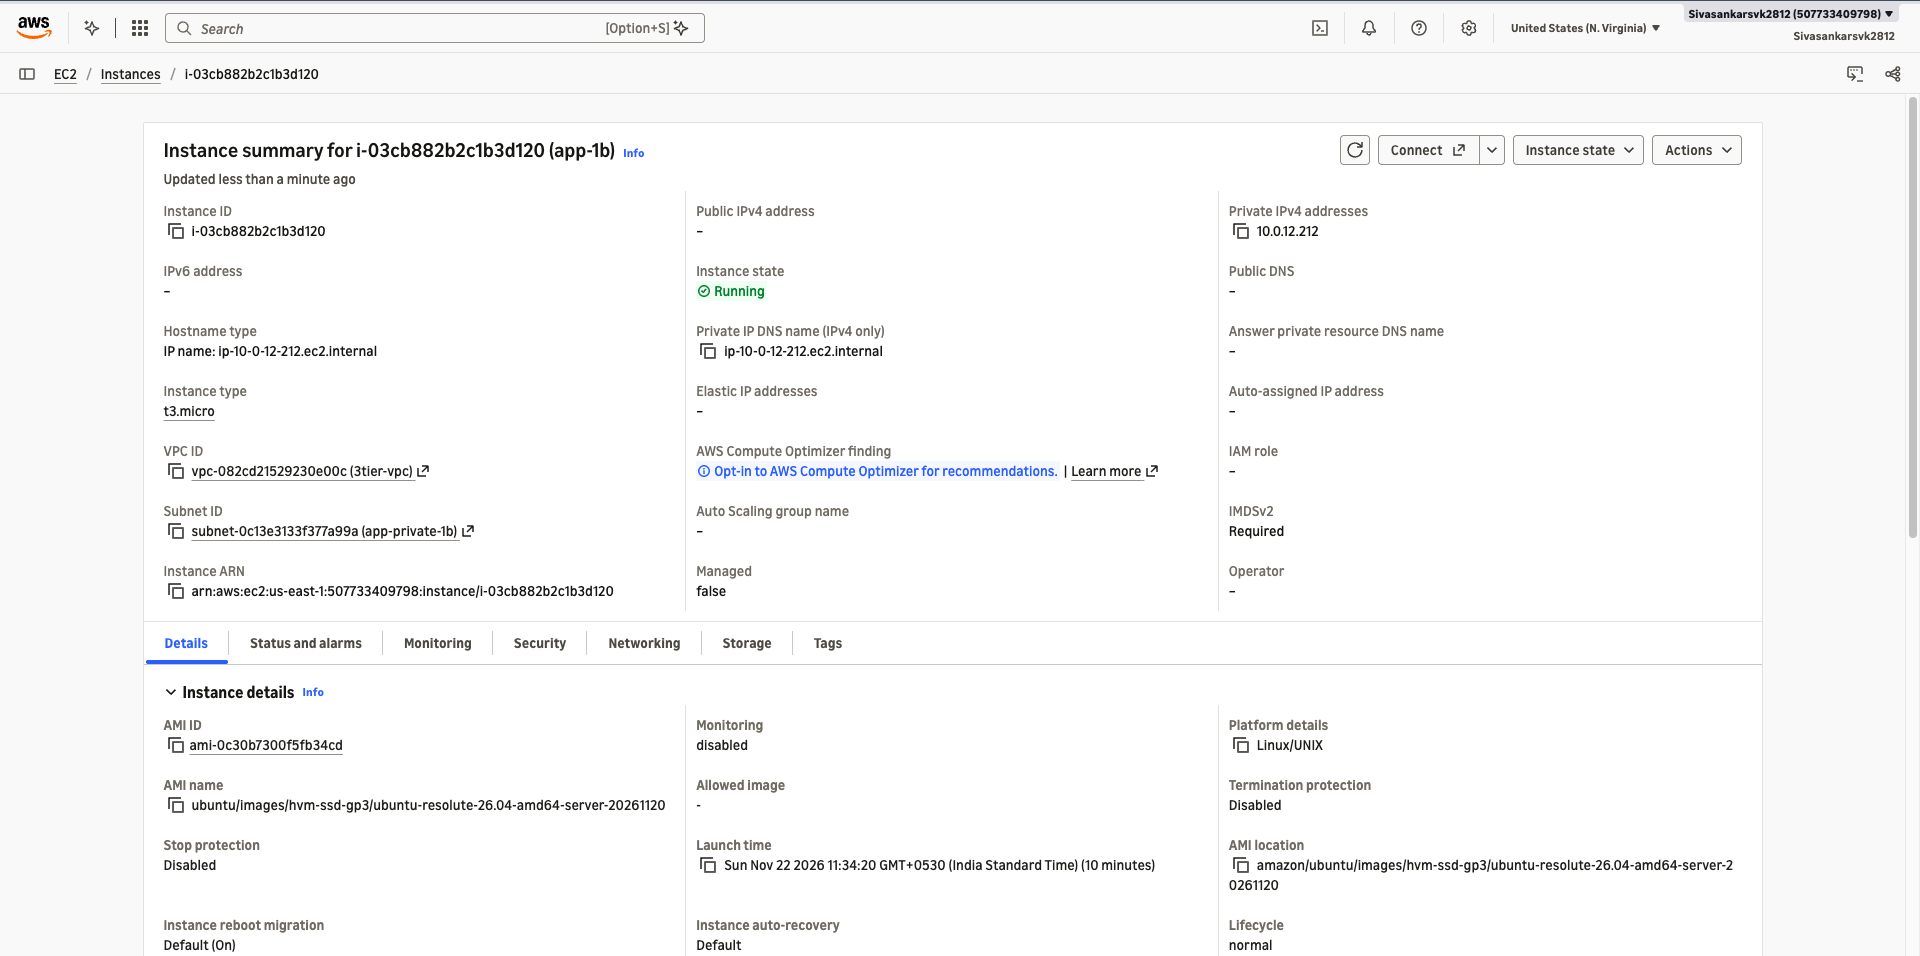 aws
Search [Option+S]
United States (N. Virginia)
Sivasankarsvk2812 (507733409798)
Sivasankarsvk2812
EC2 / Instances / i-03cb882b2c1b3d120
Instance summary for i-03cb882b2c1b3d120 (app-1b) Info
Connect
Instance state
Actions
Updated less than a minute ago
Instance ID
i-03cb882b2c1b3d120
Public IPv4 address
–
Private IPv4 addresses
10.0.12.212
IPv6 address
–
Instance state
Running
Public DNS
–
Hostname type
IP name: ip-10-0-12-212.ec2.internal
Private IP DNS name (IPv4 only)
ip-10-0-12-212.ec2.internal
Answer private resource DNS name
–
Instance type
t3.micro
Elastic IP addresses
–
Auto-assigned IP address
–
VPC ID
vpc-082cd21529230e00c (3tier-vpc)
AWS Compute Optimizer finding
Opt-in to AWS Compute Optimizer for recommendations. | Learn more
IAM role
–
Subnet ID
subnet-0c13e3133f377a99a (app-private-1b)
Auto Scaling group name
–
IMDSv2
Required
Instance ARN
arn:aws:ec2:us-east-1:507733409798:instance/i-03cb882b2c1b3d120
Managed
false
Operator
–
Details Status and alarms Monitoring Security Networking Storage Tags
Instance details Info
AMI ID
ami-0c30b7300f5fb34cd
Monitoring
disabled
Platform details
Linux/UNIX
AMI name
ubuntu/images/hvm-ssd-gp3/ubuntu-resolute-26.04-amd64-server-20261120
Allowed image
-
Termination protection
Disabled
Stop protection
Disabled
Launch time
Sun Nov 22 2026 11:34:20 GMT+0530 (India Standard Time) (10 minutes)
AMI location
amazon/ubuntu/images/hvm-ssd-gp3/ubuntu-resolute-26.04-amd64-server-2
0261120
Instance reboot migration
Default (On)
Instance auto-recovery
Default
Lifecycle
normal